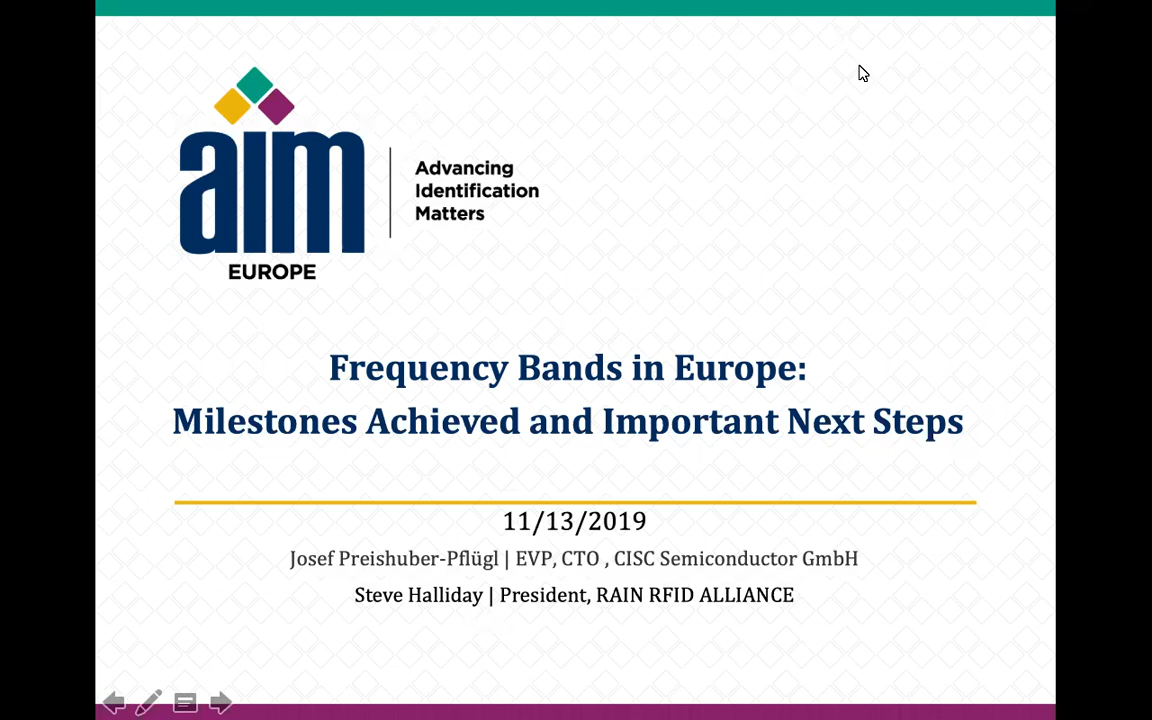 aim
EUROPE
Advancing
Identification
Matters
Frequency Bands in Europe:
Milestones Achieved and Important Next Steps
11/13/2019
Josef Preishuber-Pflügl | EVP, CTO , CISC Semiconductor GmbH
Steve Halliday | President, RAIN RFID ALLIANCE